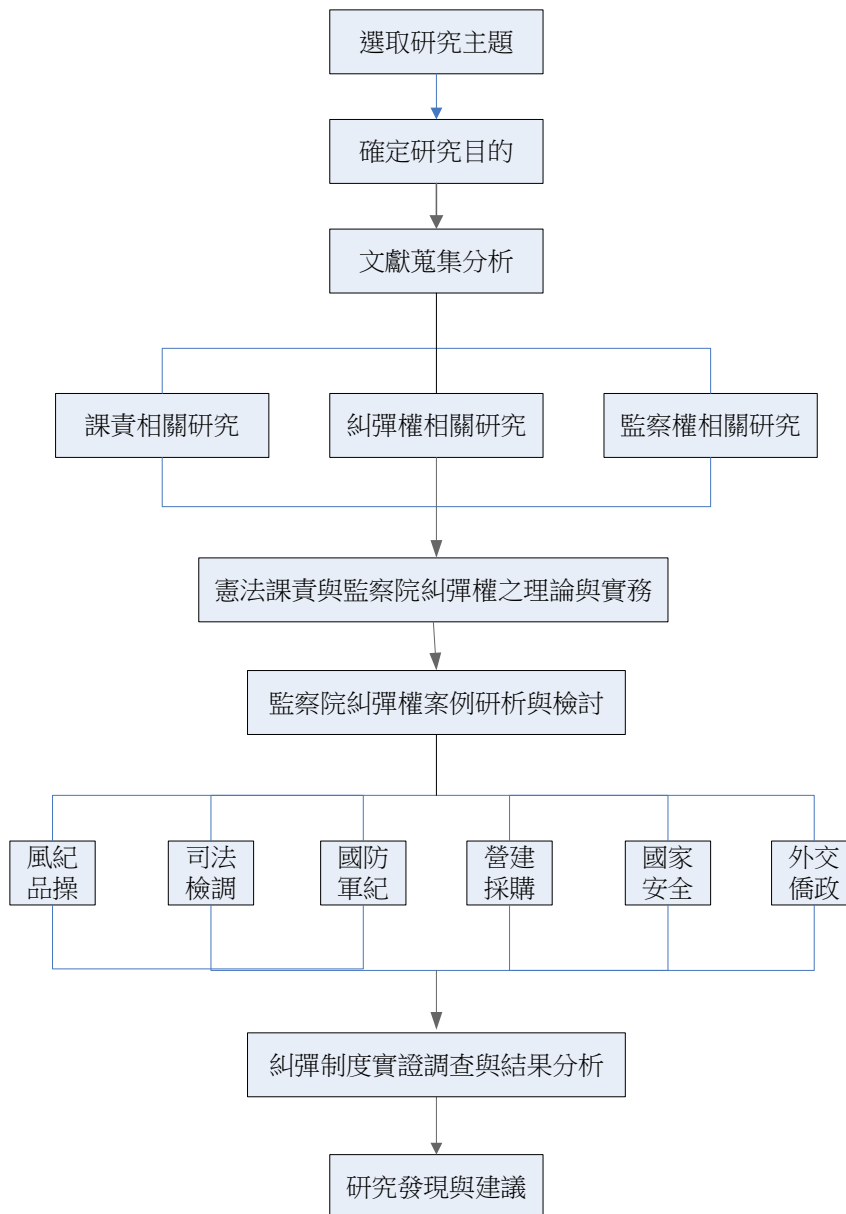 選取研究主題
確定研究目的
文獻蒐集分析
課責相關研究
糾彈權相關研究
監察權相關研究
憲法課責與監察院糾彈權之理論與實務
監察院糾彈權案例研析與檢討
風紀
品操
司法
檢調
國防
軍紀
營建
採購
國家
安全
外交
僑政
糾彈制度實證調查與結果分析
研究發現與建議